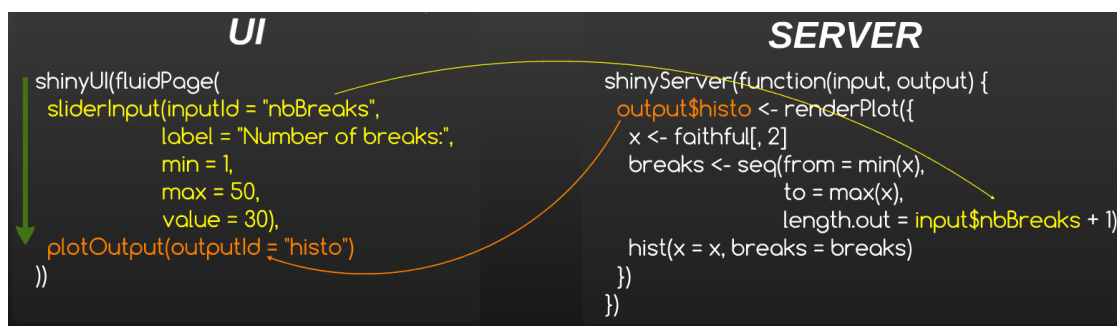 UI
shinyUI(fluidPage(
sliderInput(inputId = "nbBreaks",
label = "Number of breaks:",
min = 1,
max = 50,
value = 30),
plotOutput(outputId = "histo")
))
SERVER
shinyServer(function(input, output) {
output$histo <- renderPlot({
x <- faithful[, 2]
breaks <- seq(from = min(x),
to = max(x),
length.out = input$nbBreaks + 1)
hist(x = x, breaks = breaks)
})
})